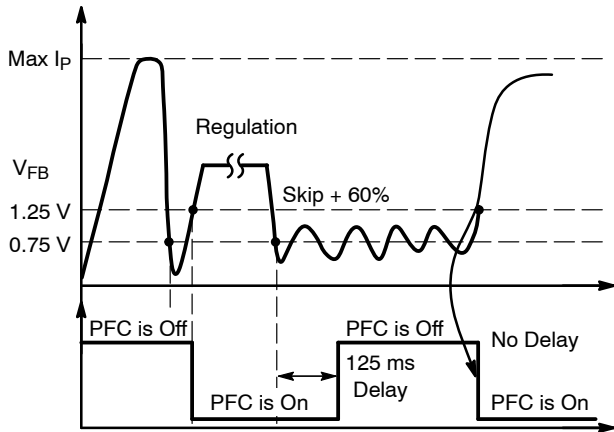 Max IP
Regulation
VFB
Skip + 60%
1.25 V
0.75 V
PFC is Off
PFC is Off
No Delay
125 ms
Delay
PFC is On
PFC is On